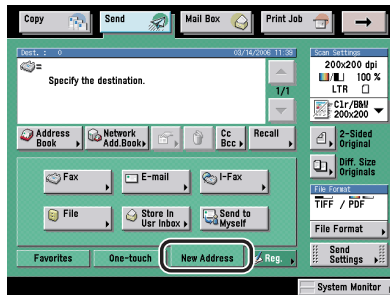 Copy
Send
Mail Box
Print Job
Dest. : 0
03/14/2006 11:39
Specify the destination.
1/1
Address
Book
Network
Add.Book
Cc
Bcc
Recall
Fax
E-mail
I-Fax
File
Store In
Usr Inbox
Send to
Myself
Favorites
One-touch
New Address
Reg.
Scan Settings
200x200 dpi
100 %
LTR
Clr/B&W
200x200
2-Sided
Original
Diff. Size
Originals
File Format
TIFF / PDF
File Format
Send
Settings
System Monitor